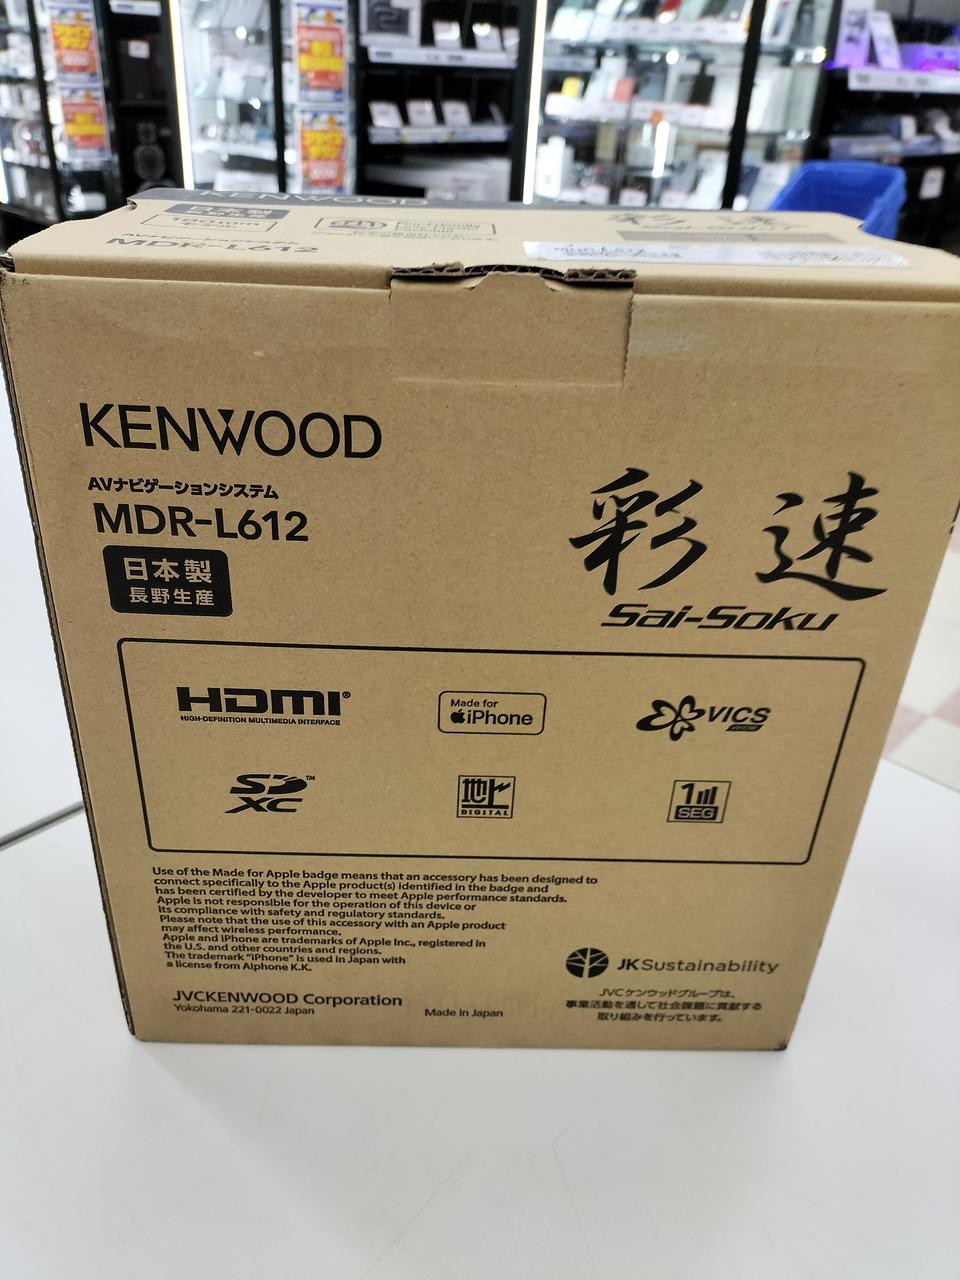 KENWOOD
日本製
180mm
MDR-L612
彩 速
KENWOOD
AVナビゲーションシステム
MDR-L612
日本製
長野生産
彩 速
Sai-Soku
HDMI®
HIGH-DEFINITION MULTIMEDIA INTERFACE
Made for
iPhone
VICS
WIDE
SD XC™
地上
DIGITAL
1
SEG
Use of the Made for Apple badge means that an accessory has been designed to
connect specifically to the Apple product(s) identified in the badge and
has been certified by the developer to meet Apple performance standards.
Apple is not responsible for the operation of this device or
its compliance with safety and regulatory standards.
Please note that the use of this accessory with an Apple product
may affect wireless performance.
Apple and iPhone are trademarks of Apple Inc., registered in
the U.S. and other countries and regions.
The trademark "iPhone" is used in Japan with
a license from Aiphone K.K.
JKSustainability
JVCケンウッドグループは、
事業活動を通して社会課題に貢献する
取り組みを行っています。
JVCKENWOOD Corporation
Yokohama 221-0022 Japan
Made in Japan